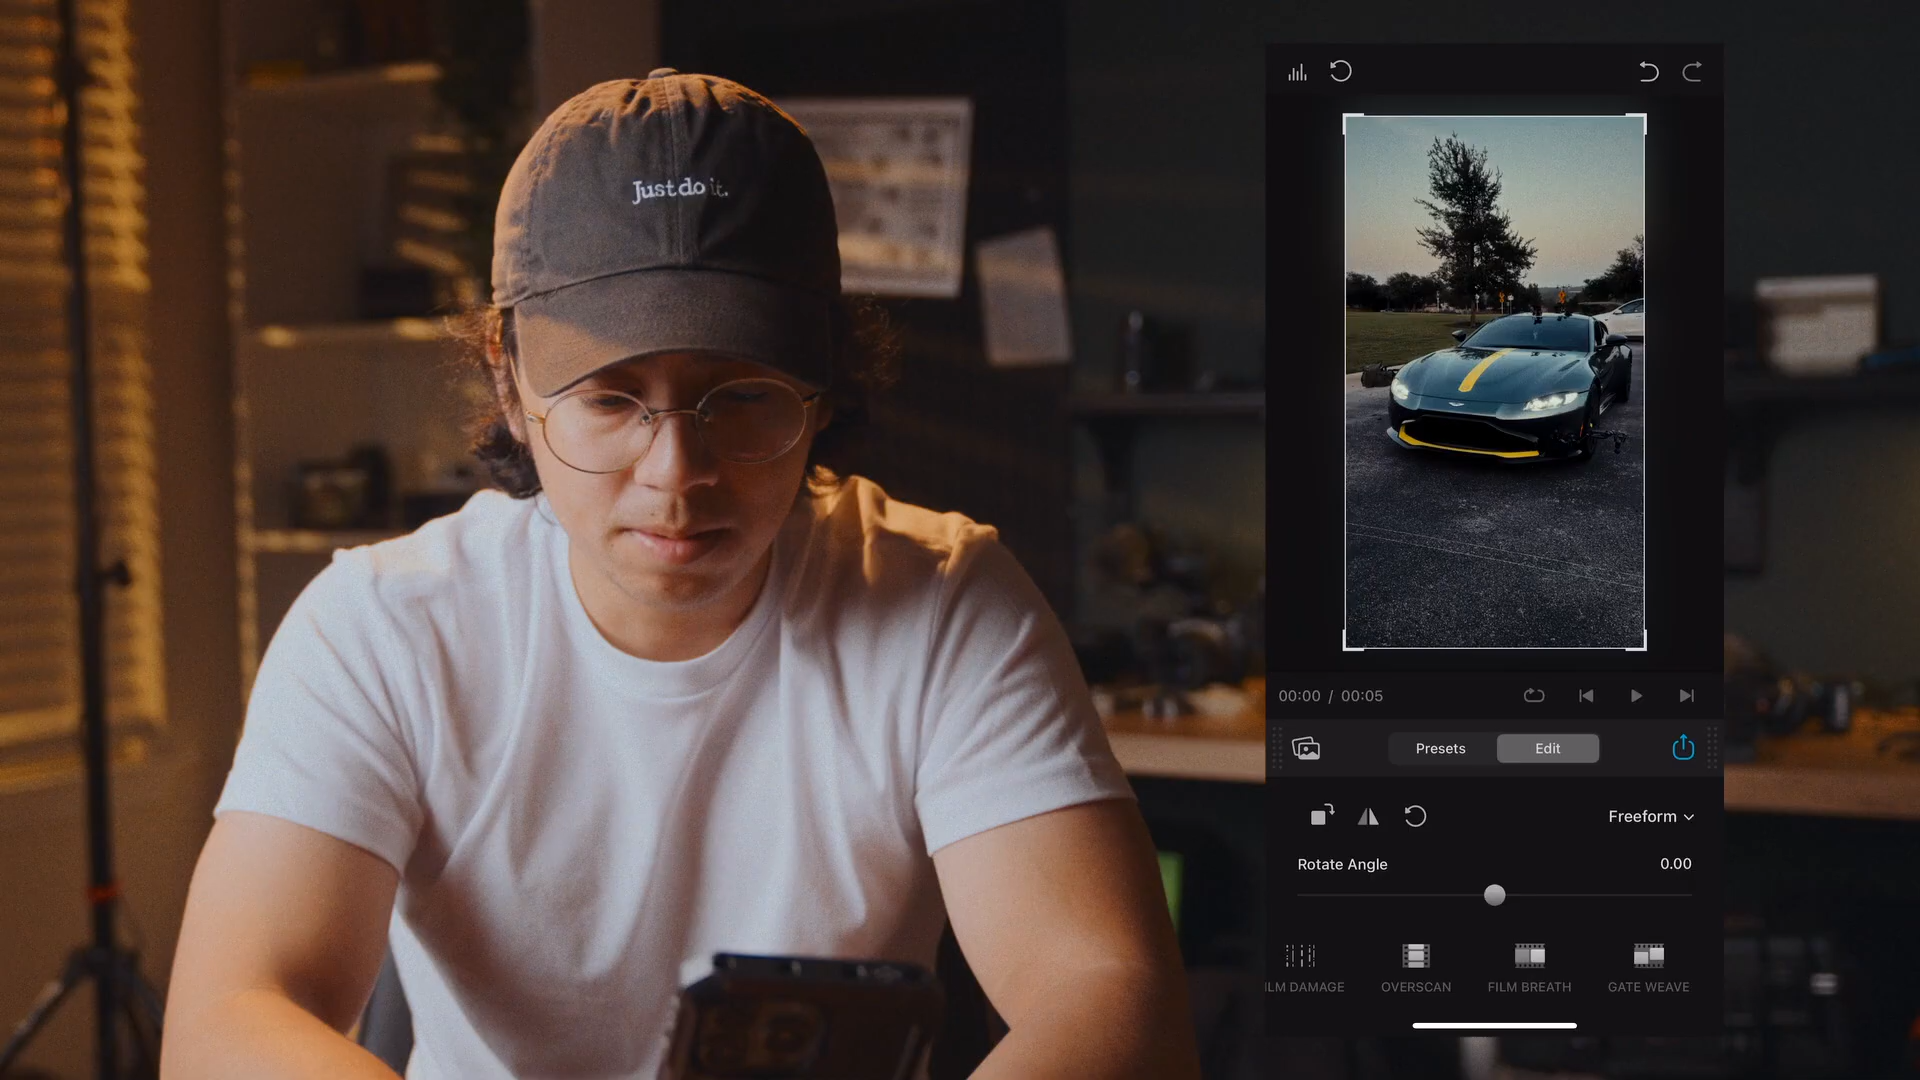 Just do it.
00:00 / 00:05
Presets
Edit
Freeform
Rotate Angle
0.00
ILM DAMAGE
OVERSCAN
FILM BREATH
GATE WEAVE